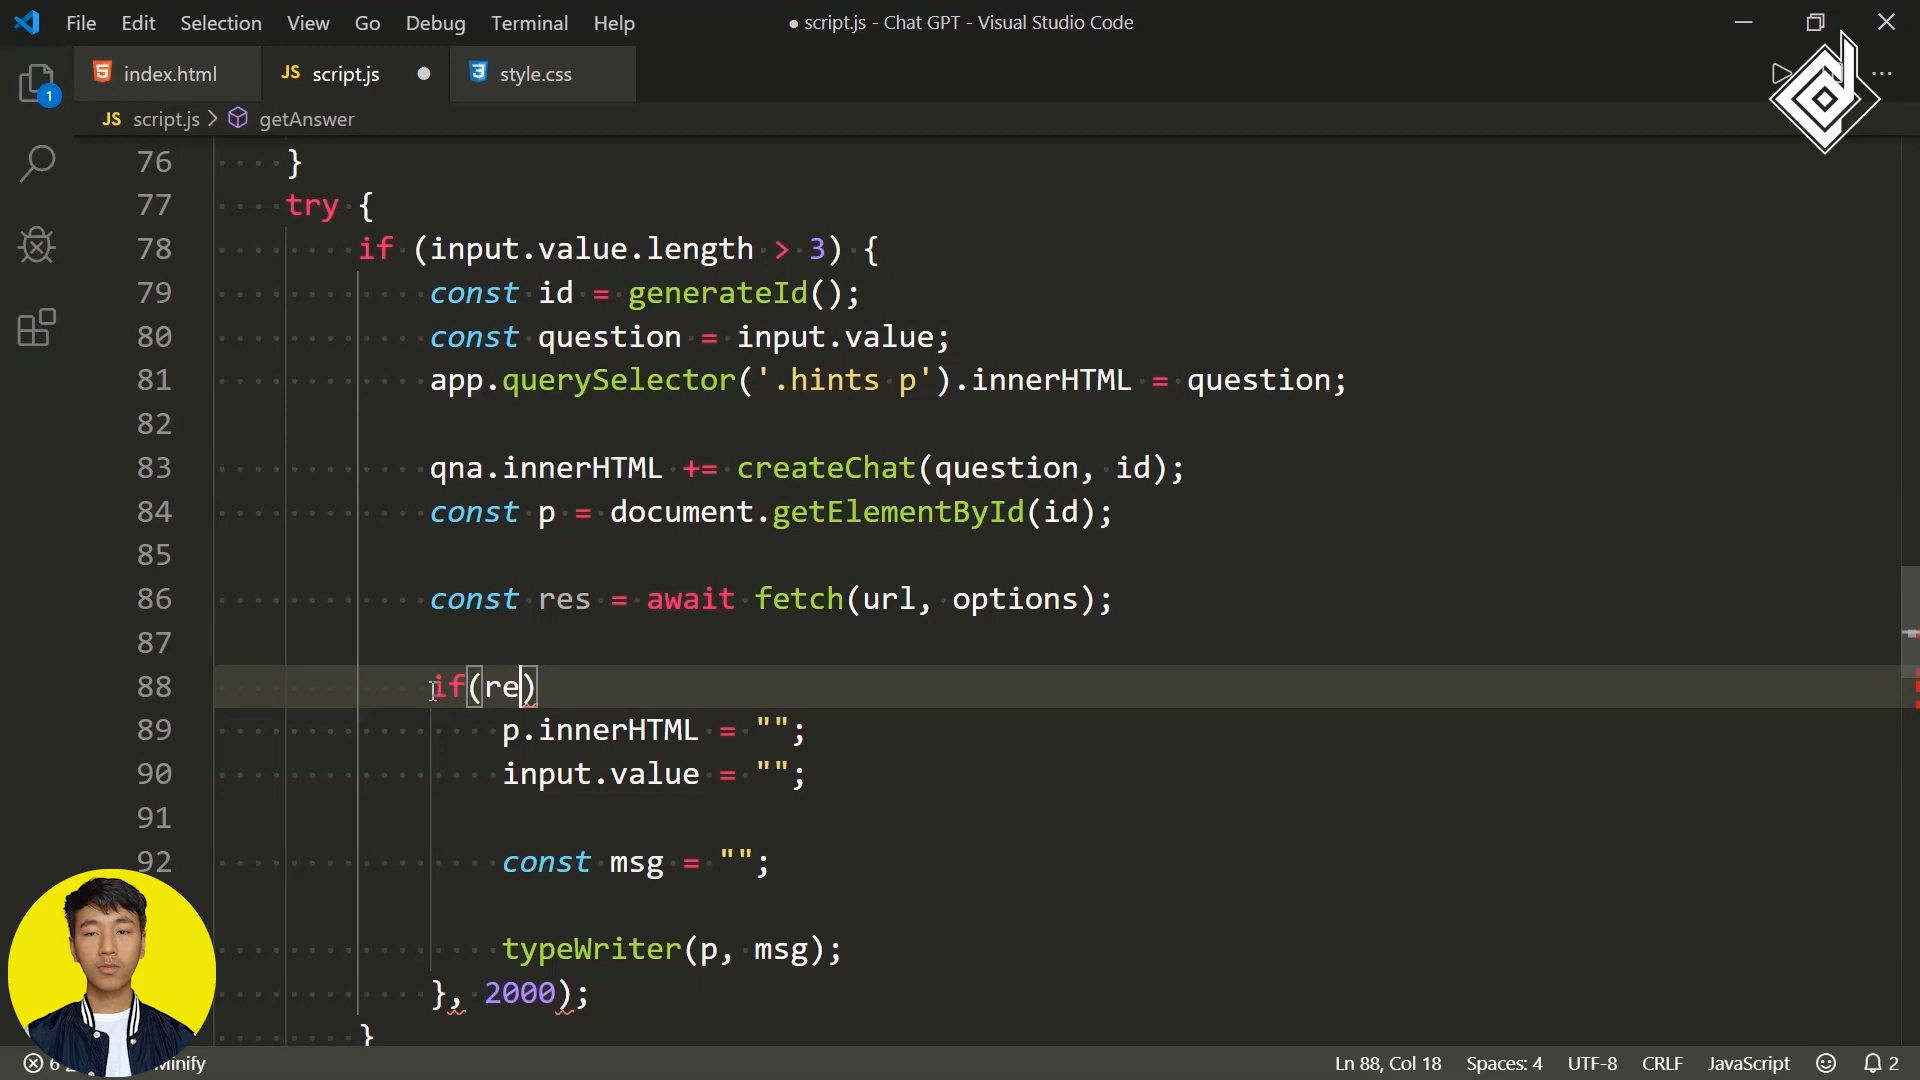 File Edit Selection View Go Debug Terminal Help ● script.js - Chat GPT - Visual Studio Code
index.html JS script.js ● style.css
1
JS script.js > getAnswer
76 }
77 try {
78 if (input.value.length > 3) {
79 const id = generateId();
80 const question = input.value;
81 app.querySelector('.hints p').innerHTML = question;
82
83 qna.innerHTML += createChat(question, id);
84 const p = document.getElementById(id);
85
86 const res = await fetch(url, options);
87
88 if(re)
89 p.innerHTML = "";
90 input.value = "";
91
92 const msg = "";
typeWriter(p, msg);
}, 2000);
}
6 Minify Ln 88, Col 18 Spaces: 4 UTF-8 CRLF JavaScript 2